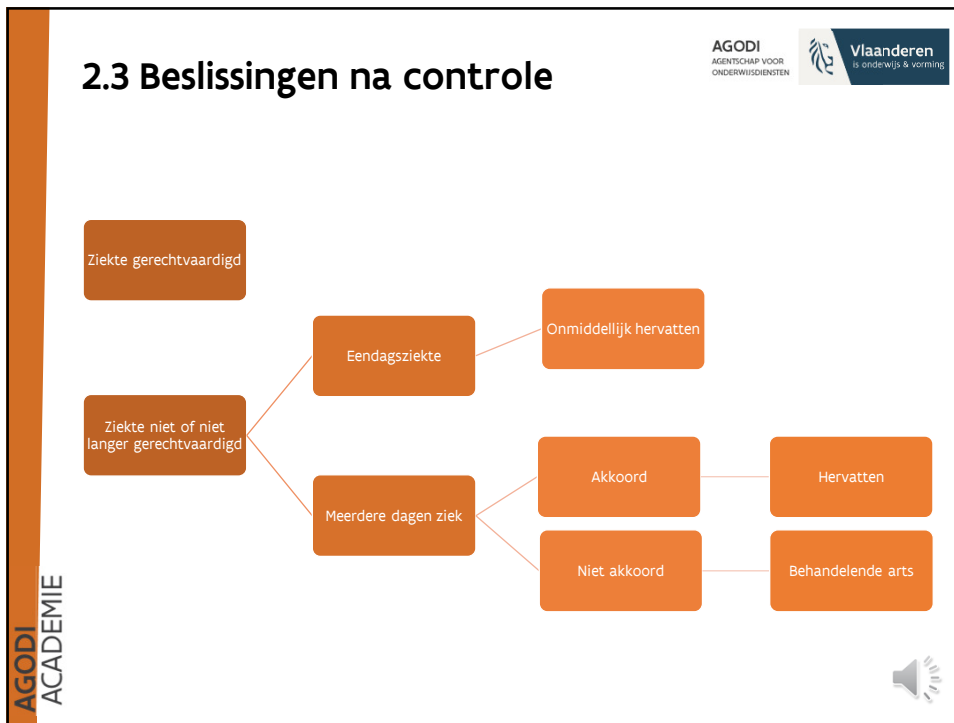 2.3 Beslissingen na controle
AGODI
AGENTSCHAP VOOR
ONDERWIJSDIENSTEN
Vlaanderen
is onderwijs & vorming
Ziekte gerechtvaardigd
Onmiddellijk hervatten
Eendagsziekte
Ziekte niet of niet
langer gerechtvaardigd
Akkoord
Hervatten
Meerdere dagen ziek
Niet akkoord
Behandelende arts
AGODI
ACADEMIE